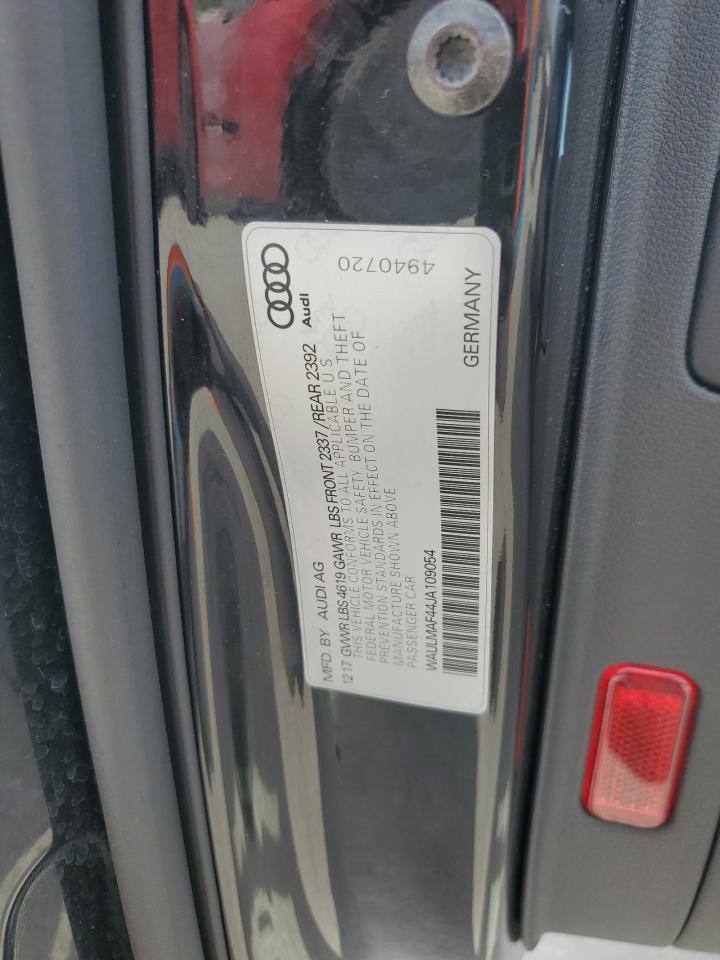 MFD. BY AUDI AG
Audi
12 17 GVWR LBS 4619 GAWR LBS FRONT 2337/REAR 2392
THIS VEHICLE CONFORMS TO ALL APPLICABLE U S
FEDERAL MOTOR VEHICLE SAFETY, BUMPER AND THEFT
PREVENTION STANDARDS IN EFFECT ON THE DATE OF
MANUFACTURE SHOWN ABOVE
PASSENGER CAR
4940720
WAULMAF44JA109054
GERMANY